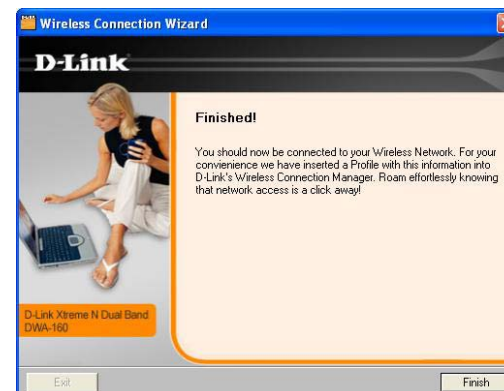 Wireless Connection Wizard
D-Link
Finished!
You should now be connected to your Wireless Network. For your
convienience we have inserted a Profile with this information into
D-Link's Wireless Connection Manager. Roam effortlessly knowing
that network access is a click away!
D-Link Xtreme N Dual Band
DWA-160
Exit
Finish